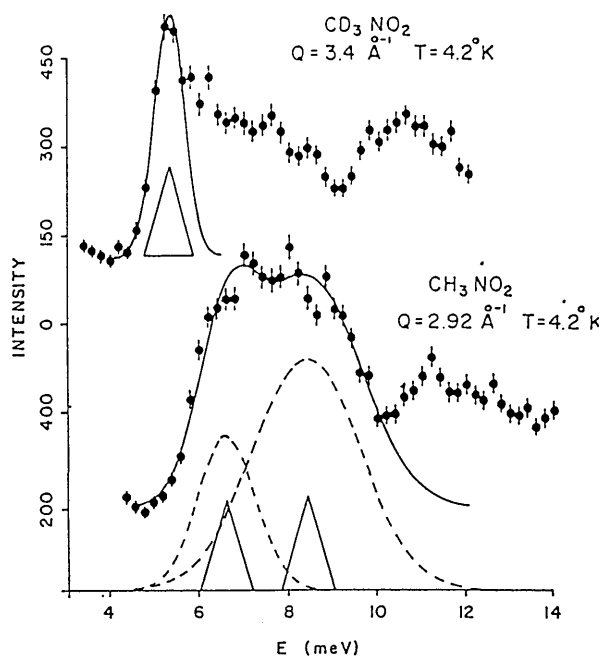 CD3 NO2
Q = 3.4 Å-1 T = 4.2°K
450
300
150
0
INTENSITY
CH3 NO2
Q = 2.92 Å-1 T = 4.2°K
400
200
4 6 8 10 12 14
E (meV)